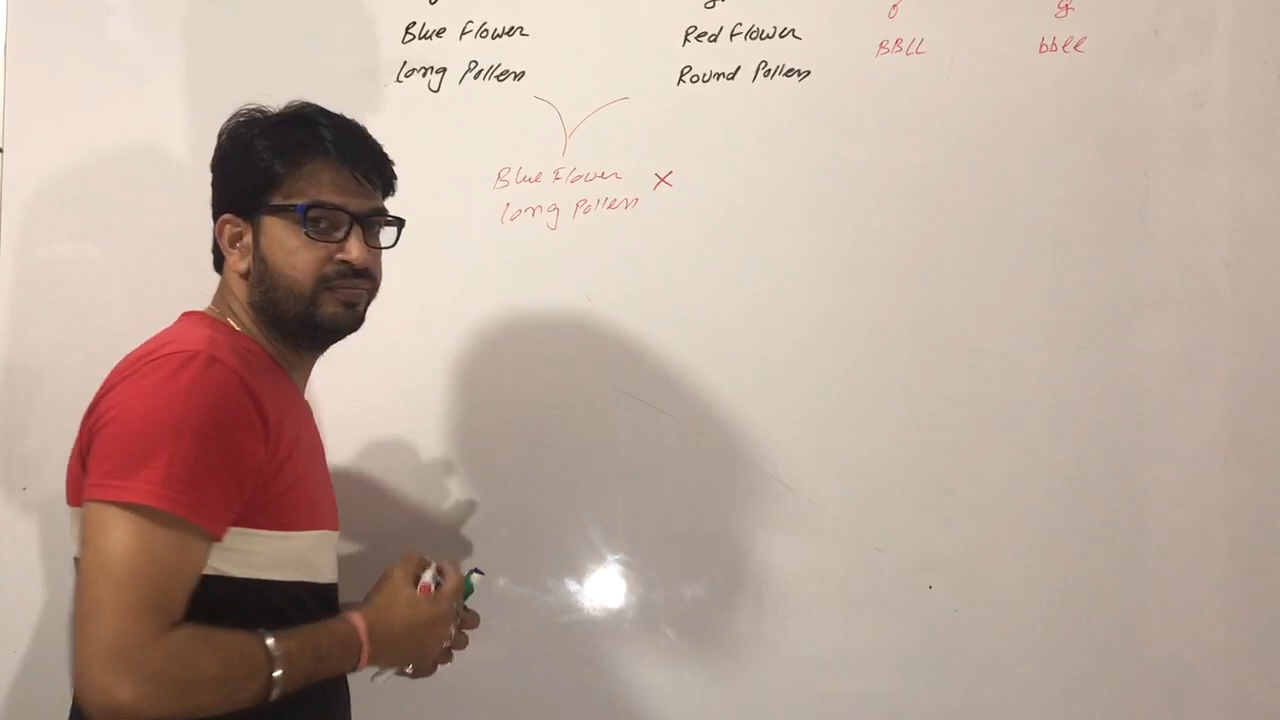 Blue Flower Red Flower BBLL bbll
Long Pollen Round Pollen
Blue Flower ×
Long Pollen